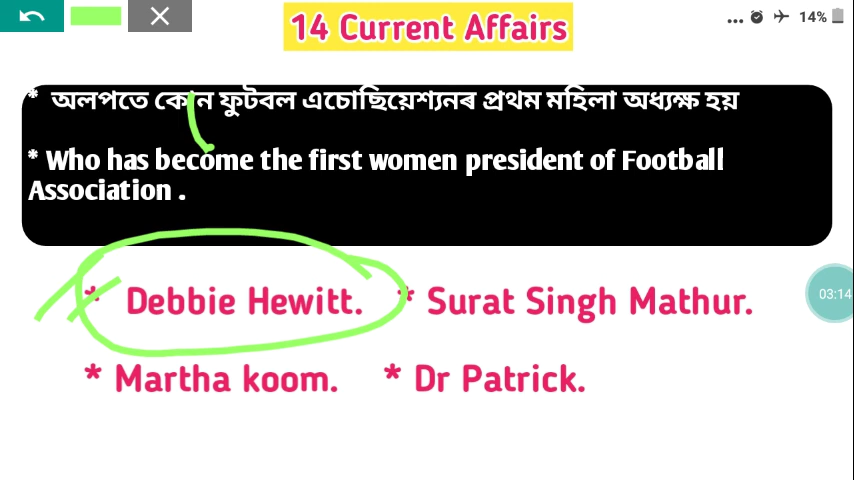 14 Current Affairs
... 14%
* অলপতে কোন ফুটবল এচোছিয়েশ্যনৰ প্ৰথম মহিলা অধ্যক্ষ হয়
* Who has become the first women president of Football
Association .
* Debbie Hewitt. * Surat Singh Mathur.
03:14
* Martha koom. * Dr Patrick.